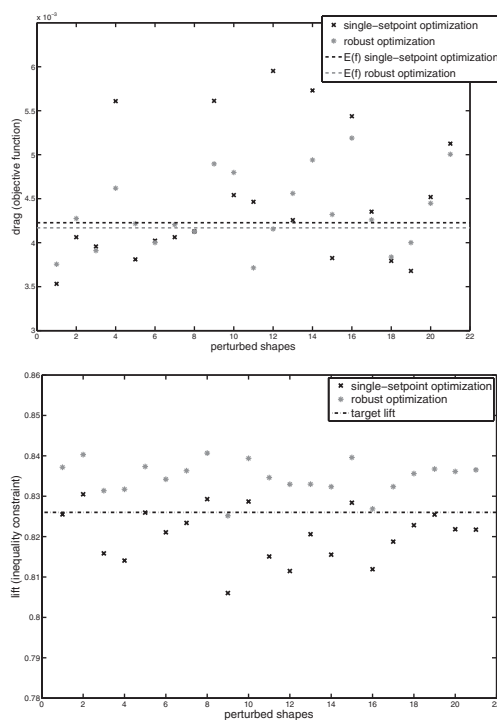 x 10⁻³
single−setpoint optimization
robust optimization
E(f) single−setpoint optimization
E(f) robust optimization
drag (objective function)
6
5.5
5
4.5
4
3.5
3
0 2 4 6 8 10 12 14 16 18 20 22
perturbed shapes
single−setpoint optimization
robust optimization
target lift
lift (inequality constraint)
0.86
0.85
0.84
0.83
0.82
0.81
0.8
0.79
0.78
0 2 4 6 8 10 12 14 16 18 20 22
perturbed shapes